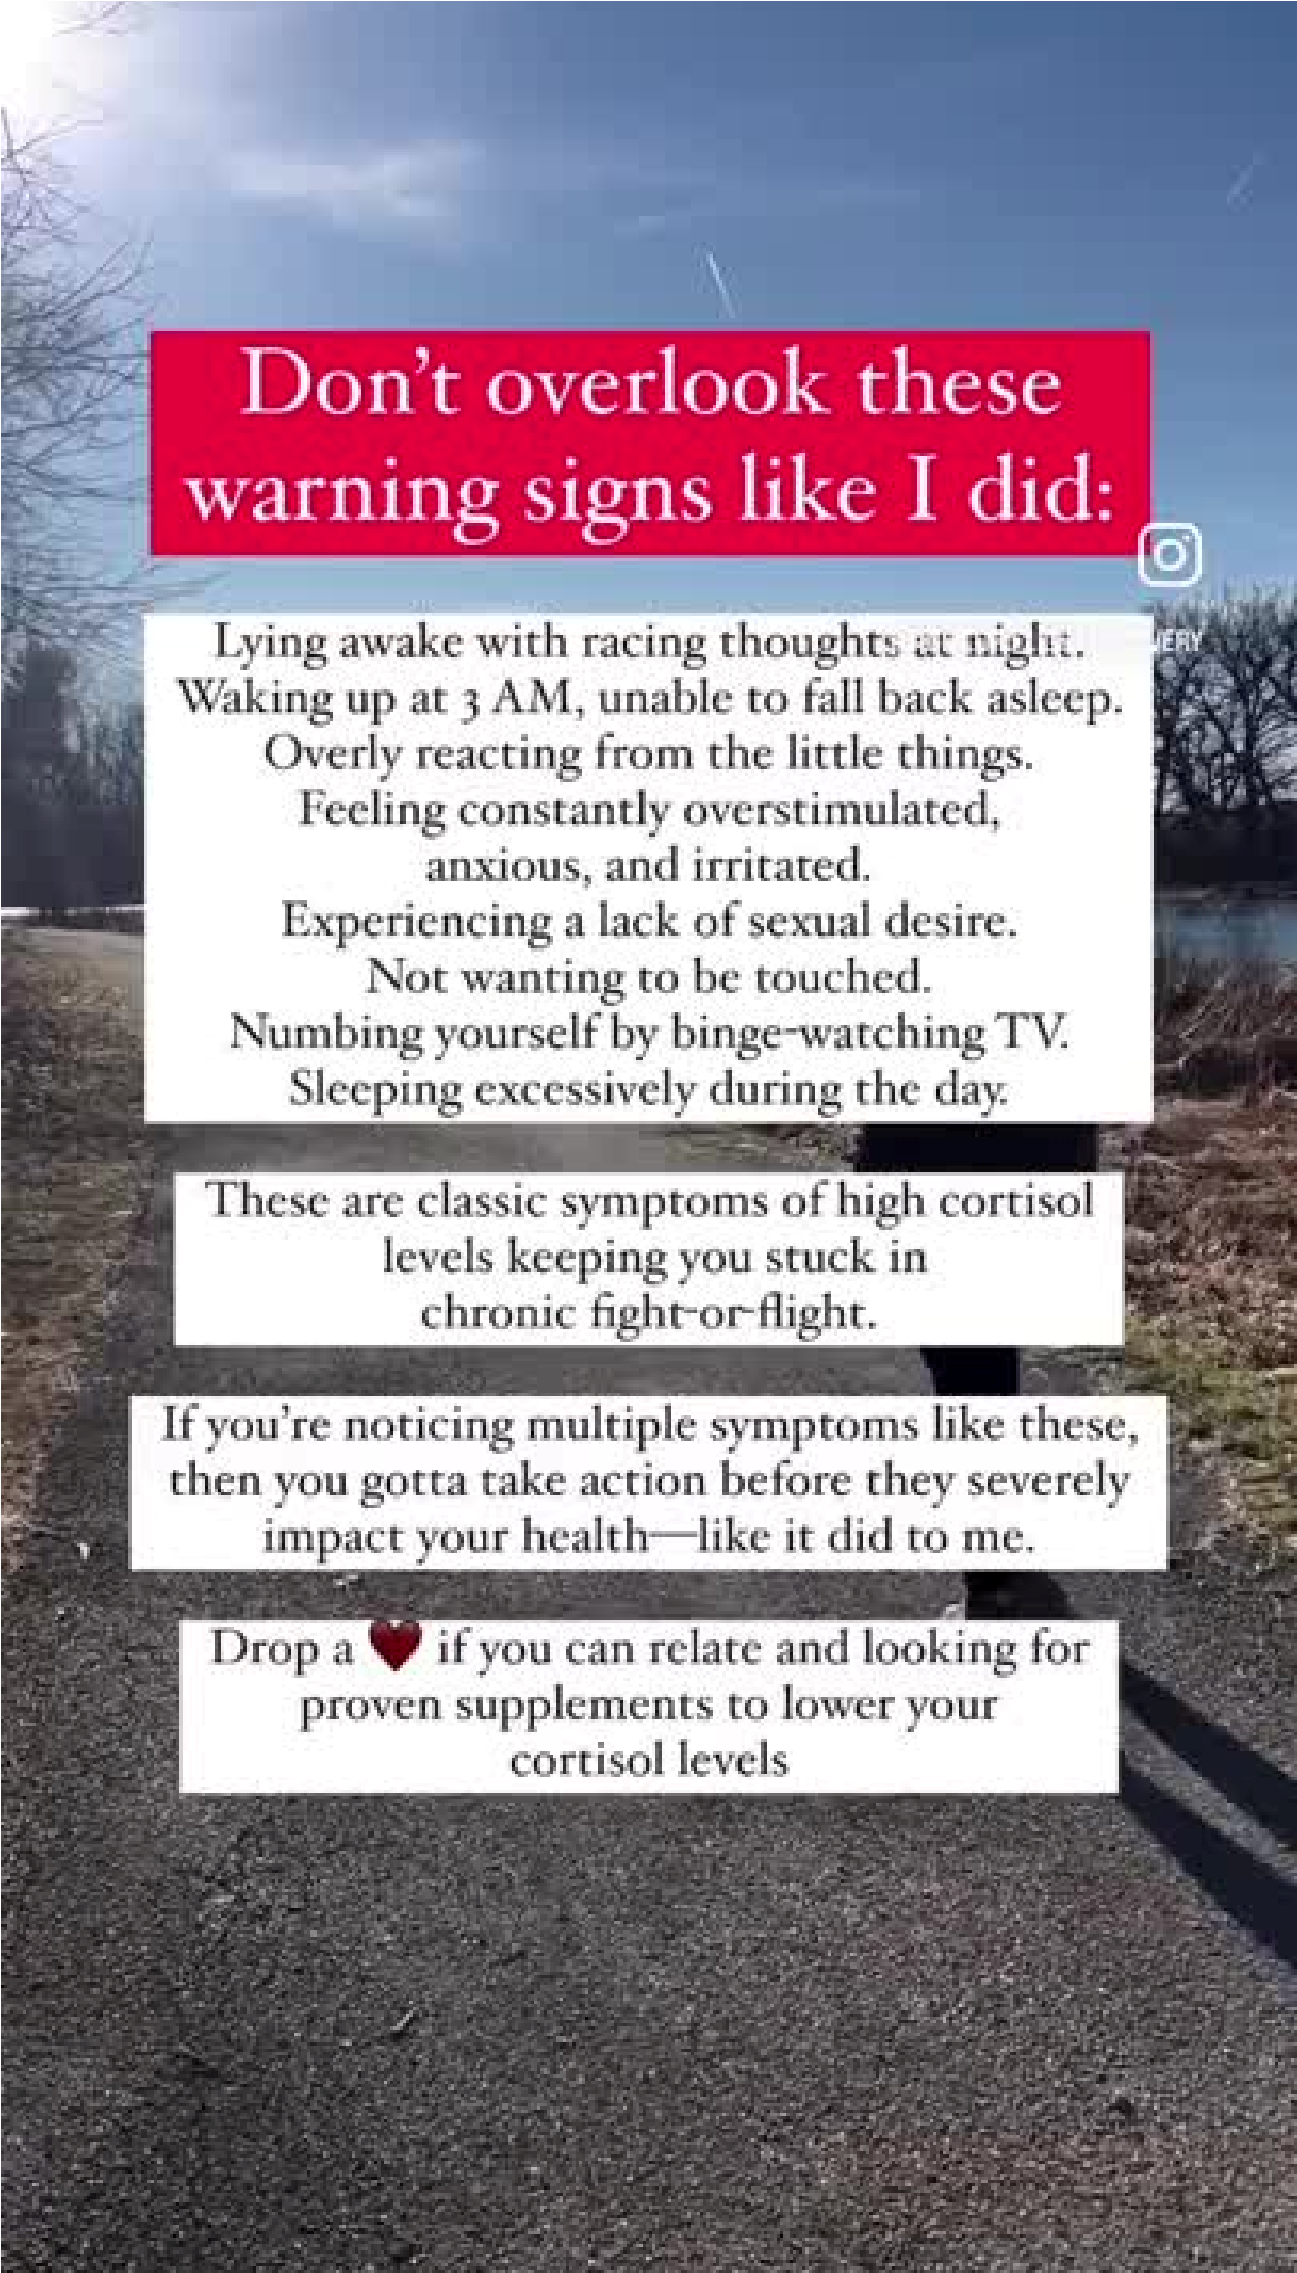 Don't overlook these
warning signs like I did:
Lying awake with racing thoughts at night.
Waking up at 3 AM, unable to fall back asleep.
Overly reacting from the little things.
Feeling constantly overstimulated,
anxious, and irritated.
Experiencing a lack of sexual desire.
Not wanting to be touched.
Numbing yourself by binge-watching TV.
Sleeping excessively during the day.
These are classic symptoms of high cortisol
levels keeping you stuck in
chronic fight-or-flight.
If you're noticing multiple symptoms like these,
then you gotta take action before they severely
impact your health—like it did to me.
Drop a ♥ if you can relate and looking for
proven supplements to lower your
cortisol levels